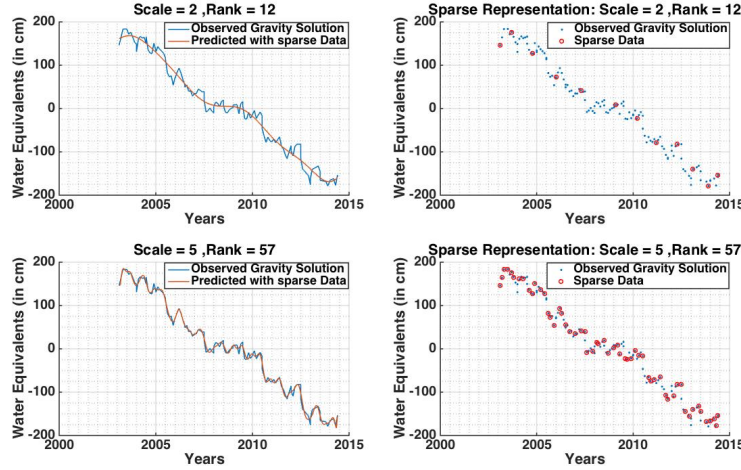 Scale = 2 ,Rank = 12
Water Equivalents (in cm)
200
100
0
-100
-200
Observed Gravity Solution
Predicted with sparse Data
2000
2005
2010
2015
Years
Sparse Representation: Scale = 2 ,Rank = 12
Water Equivalents (in cm)
200
100
0
-100
-200
Observed Gravity Solution
Sparse Data
2000
2005
2010
2015
Years
Scale = 5 ,Rank = 57
Water Equivalents (in cm)
200
100
0
-100
-200
Observed Gravity Solution
Predicted with sparse Data
2000
2005
2010
2015
Years
Sparse Representation: Scale = 5 ,Rank = 57
Water Equivalents (in cm)
200
100
0
-100
-200
Observed Gravity Solution
Sparse Data
2000
2005
2010
2015
Years